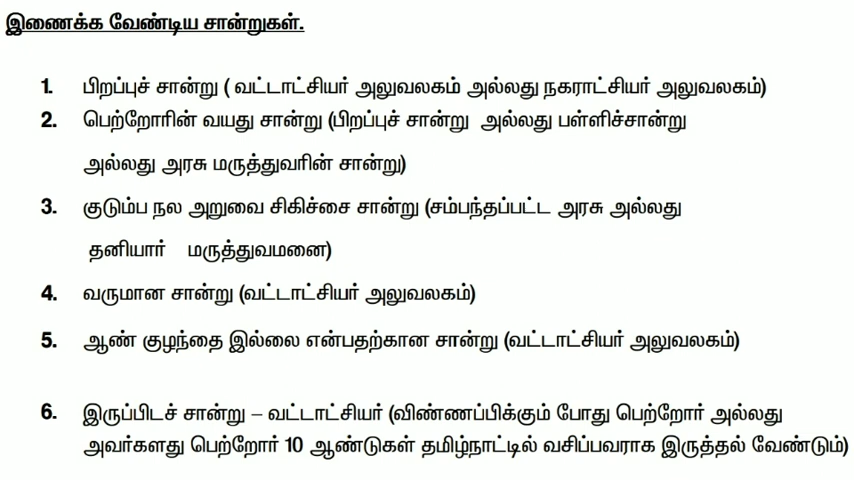 இணைக்க வேண்டிய சான்றுகள்.
1. பிறப்புச் சான்று ( வட்டாட்சியர் அலுவலகம் அல்லது நகராட்சியர் அலுவலகம்)
2. பெற்றோரின் வயது சான்று (பிறப்புச் சான்று அல்லது பள்ளிச்சான்று
அல்லது அரசு மருத்துவரின் சான்று)
3. குடும்ப நல அறுவை சிகிச்சை சான்று (சம்பந்தப்பட்ட அரசு அல்லது
தனியார் மருத்துவமனை)
4. வருமான சான்று (வட்டாட்சியர் அலுவலகம்)
5. ஆண் குழந்தை இல்லை என்பதற்கான சான்று (வட்டாட்சியர் அலுவலகம்)
6. இருப்பிடச் சான்று – வட்டாட்சியர் (விண்ணப்பிக்கும் போது பெற்றோர் அல்லது
அவர்களது பெற்றோர் 10 ஆண்டுகள் தமிழ்நாட்டில் வசிப்பவராக இருத்தல் வேண்டும்)